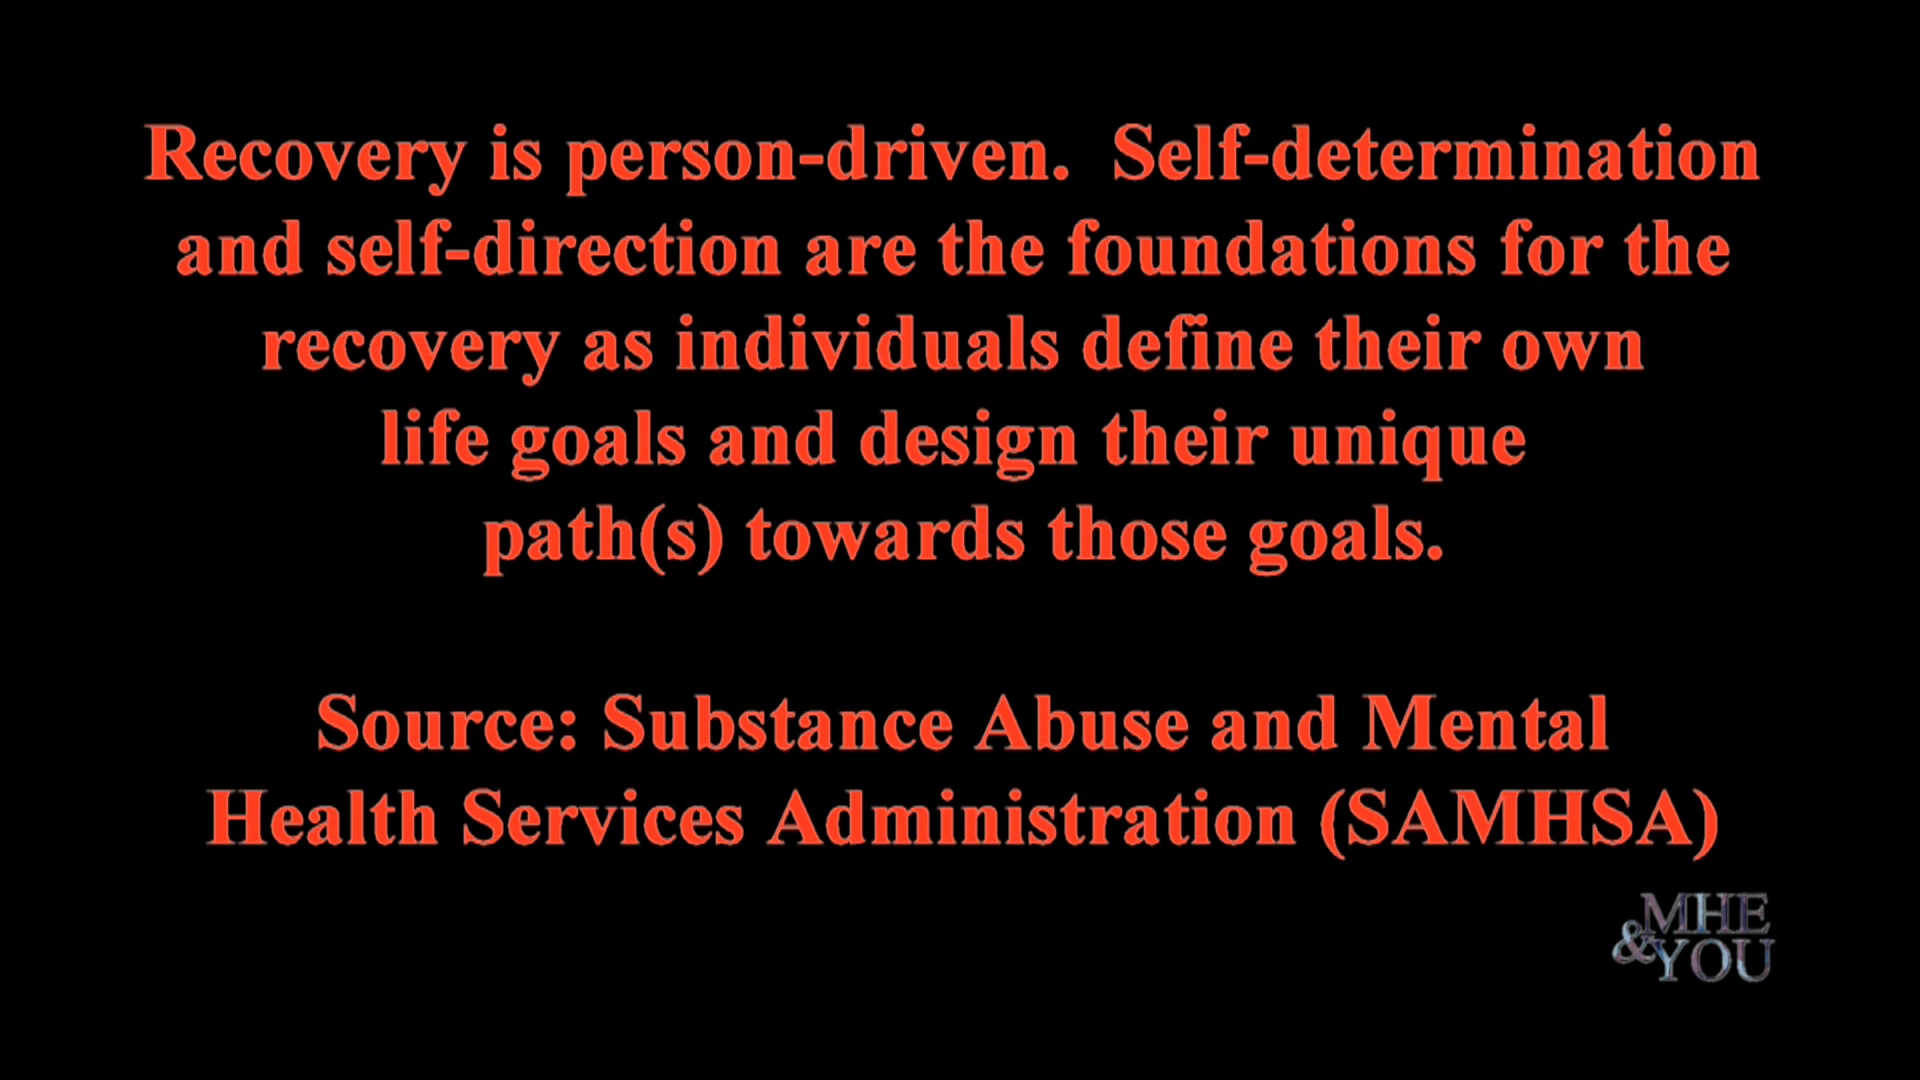 Recovery is person-driven.  Self-determination
and self-direction are the foundations for the
recovery as individuals define their own
life goals and design their unique
path(s) towards those goals.
Source: Substance Abuse and Mental
Health Services Administration (SAMHSA)
MHE
&YOU